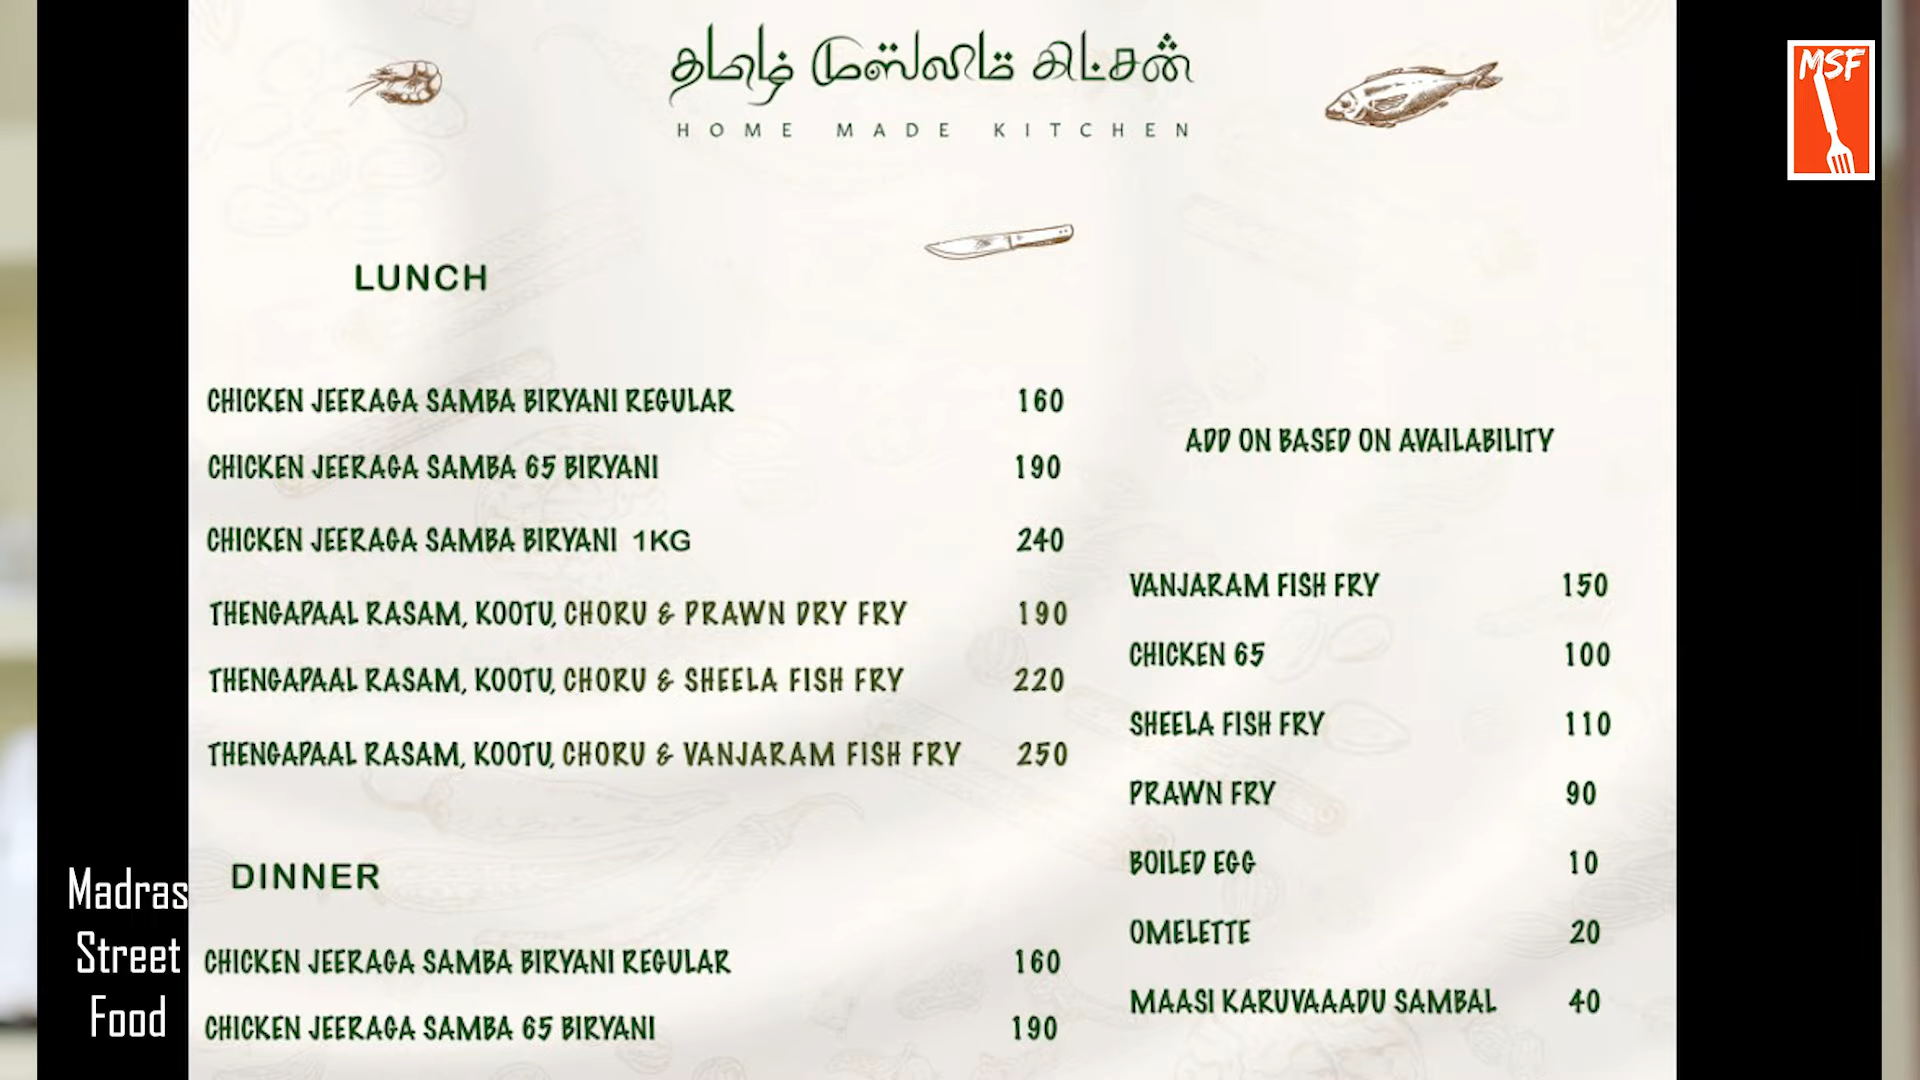 தமிழ் முஸ்லிம் கிட்சன்
HOME MADE KITCHEN
MSF
LUNCH
CHICKEN JEERAGA SAMBA BIRYANI REGULAR 160
CHICKEN JEERAGA SAMBA 65 BIRYANI 190
CHICKEN JEERAGA SAMBA BIRYANI 1KG 240
THENGAPAAL RASAM, KOOTU, CHORU & PRAWN DRY FRY 190
THENGAPAAL RASAM, KOOTU, CHORU & SHEELA FISH FRY 220
THENGAPAAL RASAM, KOOTU, CHORU & VANJARAM FISH FRY 250
DINNER
CHICKEN JEERAGA SAMBA BIRYANI REGULAR 160
CHICKEN JEERAGA SAMBA 65 BIRYANI 190
ADD ON BASED ON AVAILABILITY
VANJARAM FISH FRY 150
CHICKEN 65 100
SHEELA FISH FRY 110
PRAWN FRY 90
BOILED EGG 10
OMELETTE 20
MAASI KARUVAAADU SAMBAL 40
Madras
Street
Food